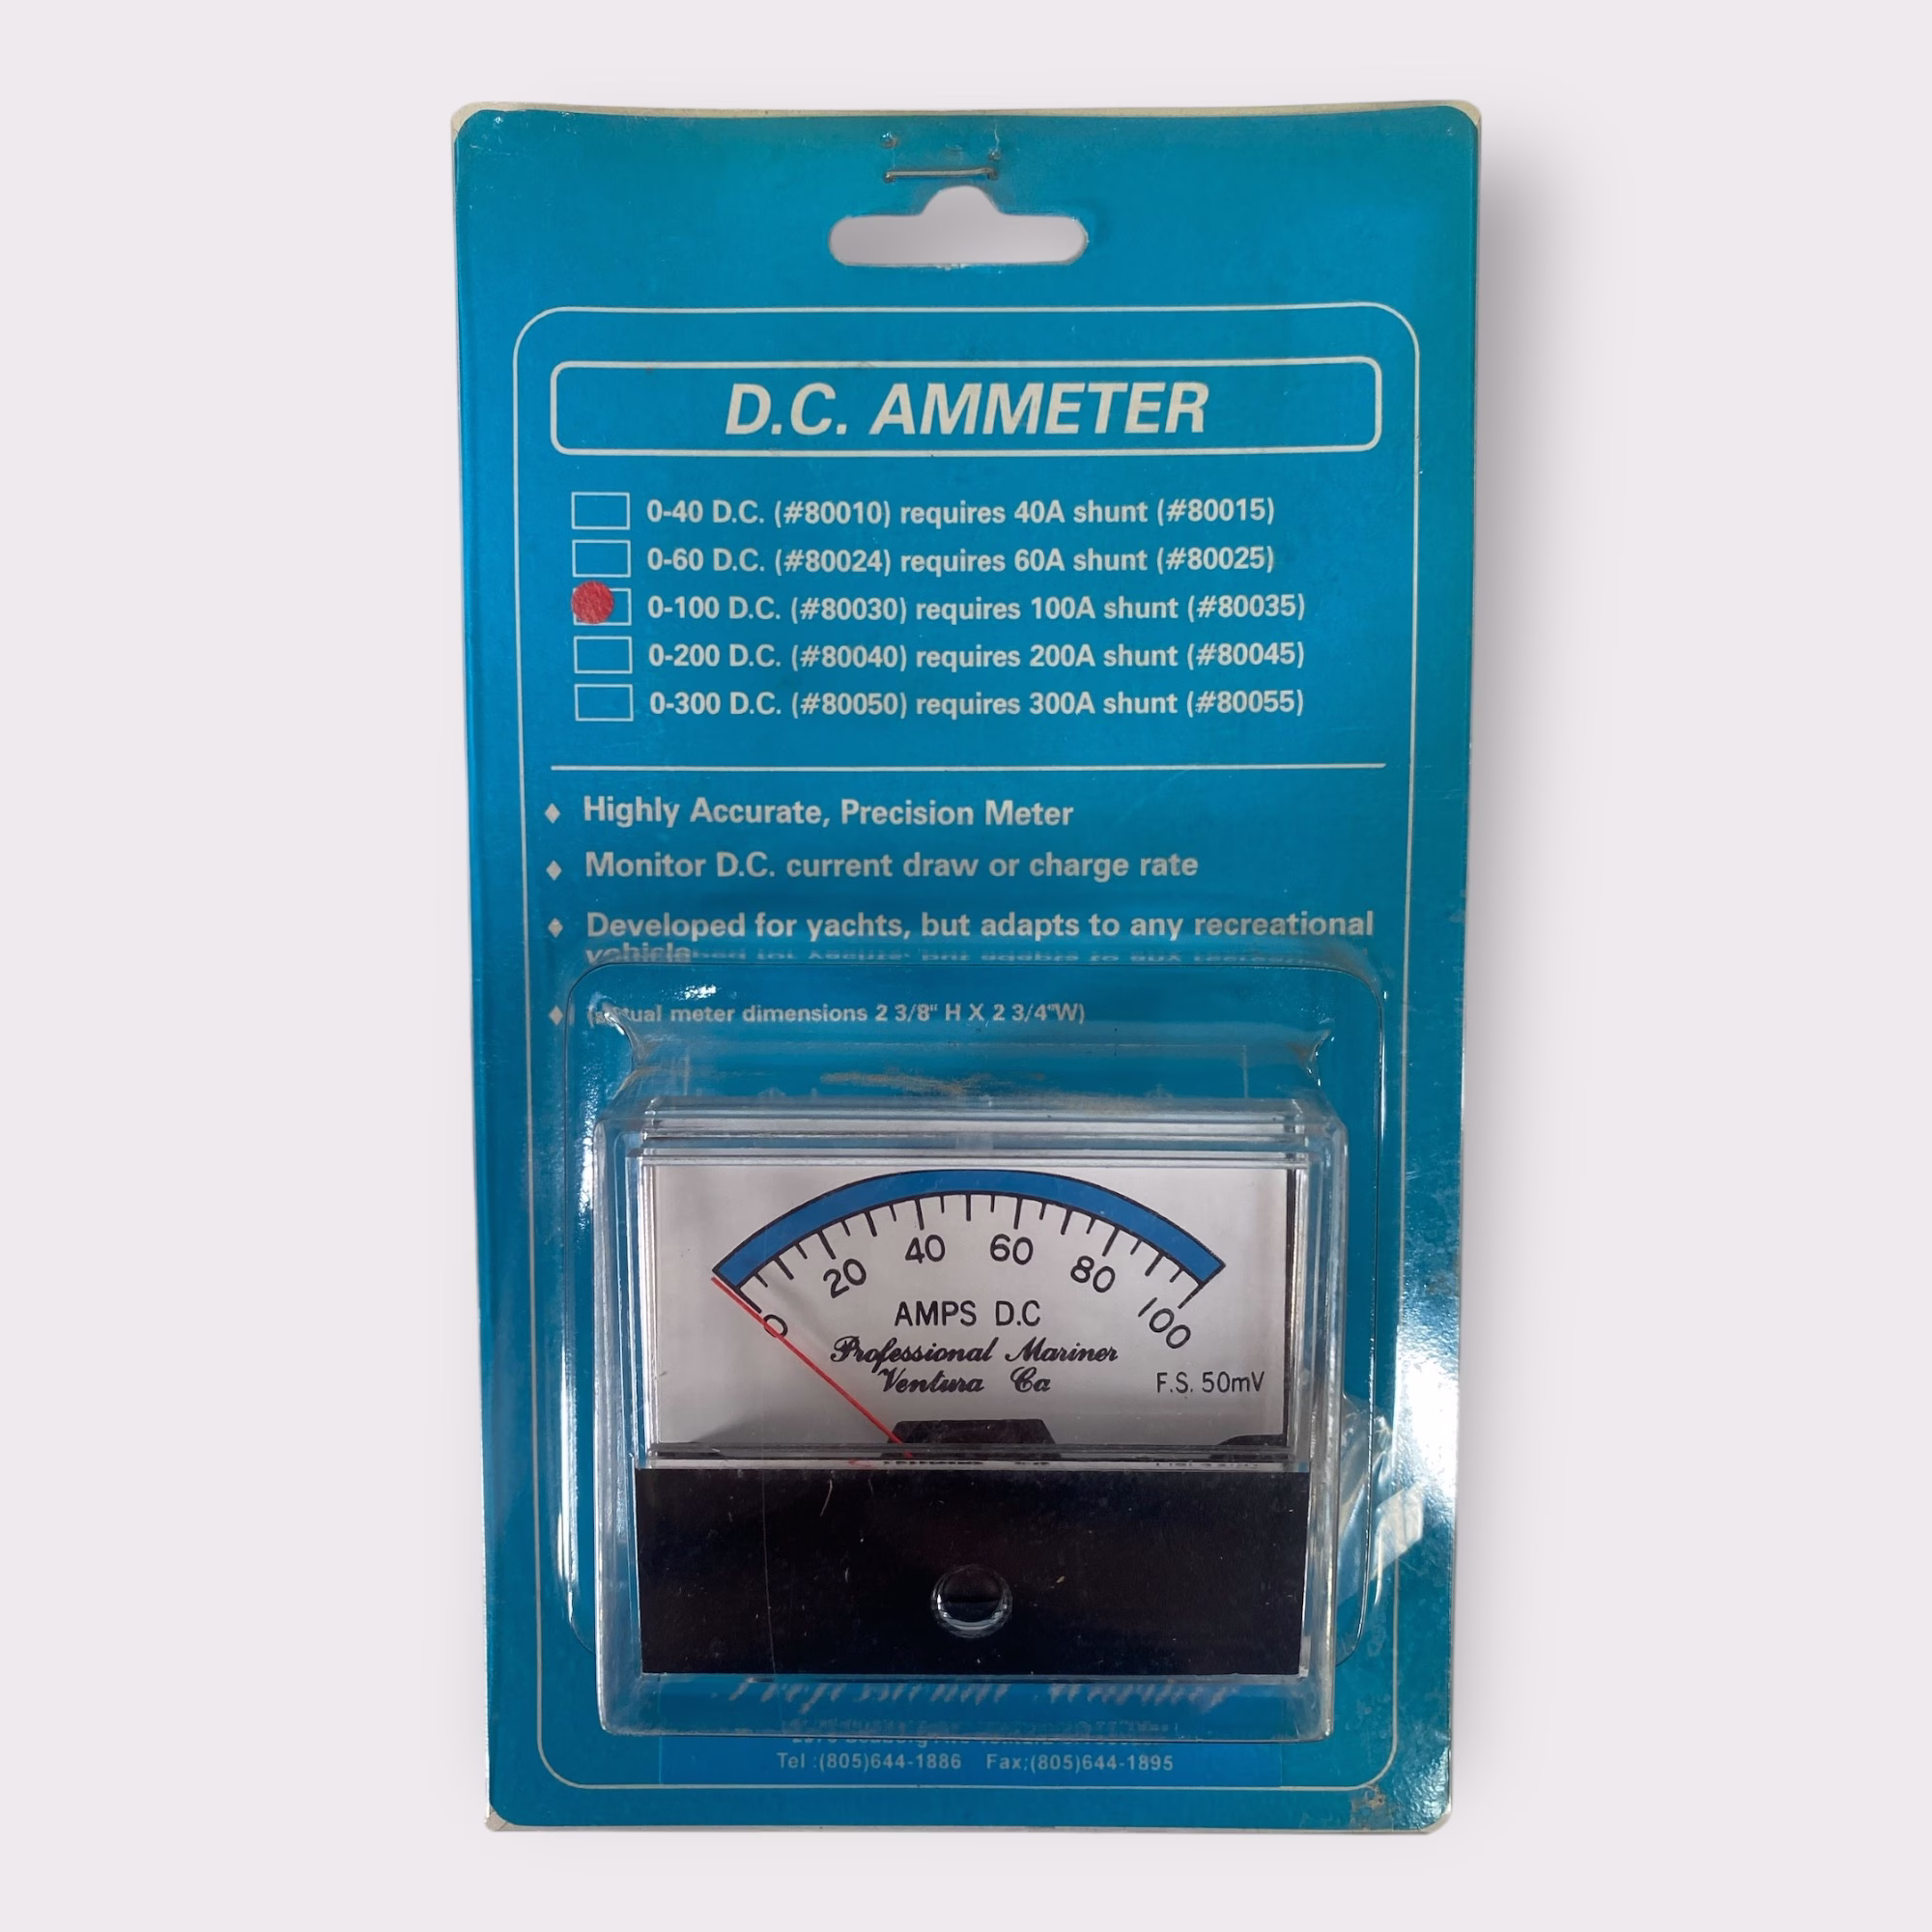 D.C. AMMETER
0-40 D.C. (#80010) requires 40A shunt (#80015)
0-60 D.C. (#80024) requires 60A shunt (#80025)
0-100 D.C. (#80030) requires 100A shunt (#80035)
0-200 D.C. (#80040) requires 200A shunt (#80045)
0-300 D.C. (#80050) requires 300A shunt (#80055)
Highly Accurate, Precision Meter
Monitor D.C. current draw or charge rate
Developed for yachts, but adapts to any recreational
vehicle
(actual meter dimensions 2 3/8" H X 2 3/4"W)
0 20 40 60 80 100
AMPS D.C
Professional Mariner
Ventura Ca
F.S. 50mV
Tel :(805)644-1886 Fax;(805)644-1895